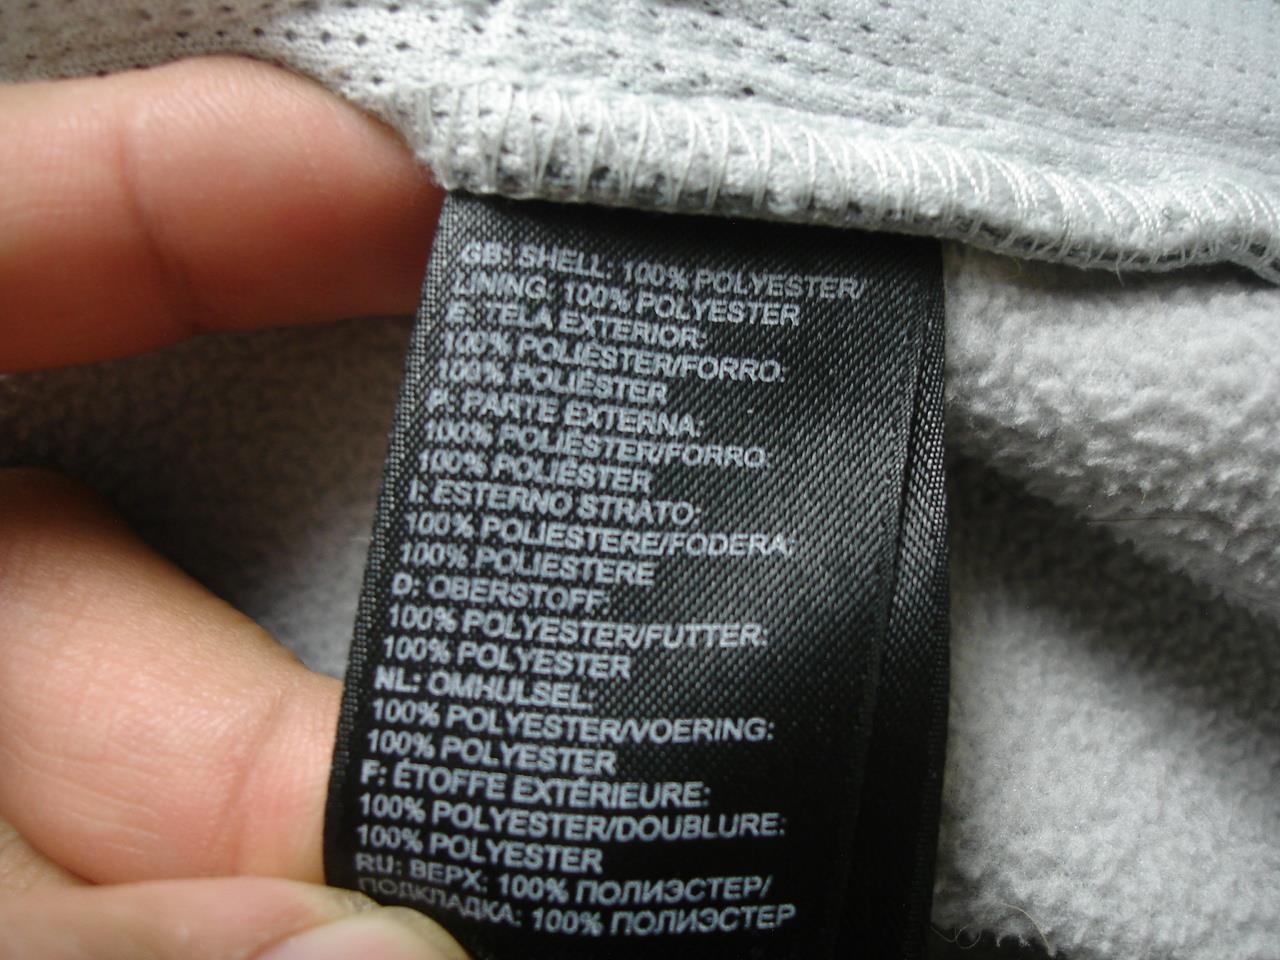 GB: SHELL: 100% POLYESTER/
LINING: 100% POLYESTER
E: TELA EXTERIOR:
100% POLIÉSTER/FORRO:
100% POLIÉSTER
P: PARTE EXTERNA:
100% POLIÉSTER/FORRO:
100% POLIÉSTER
I: ESTERNO STRATO:
100% POLIESTERE/FODERA:
100% POLIESTERE
D: OBERSTOFF:
100% POLYESTER/FUTTER:
100% POLYESTER
NL: OMHULSEL:
100% POLYESTER/VOERING:
100% POLYESTER
F: ÉTOFFE EXTÉRIEURE:
100% POLYESTER/DOUBLURE:
100% POLYESTER
RU: ВЕРХ: 100% ПОЛИЭСТЕР/
ПОДКЛАДКА: 100% ПОЛИЭСТЕР